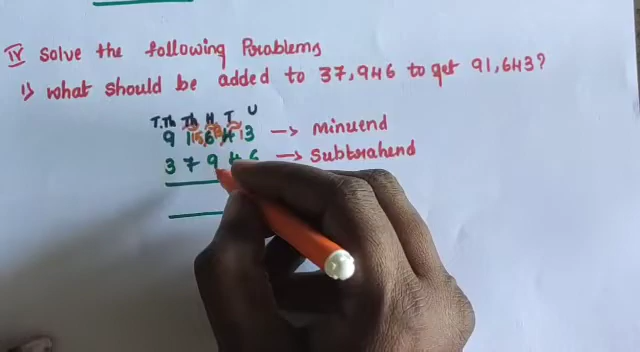 IV Solve the following Problems
1) what should be added to 37,946 to get 91,643?
T.Th Th H T U
9 1 6 4 3 → Minuend
3 7 9 4 6 → Subtrahend